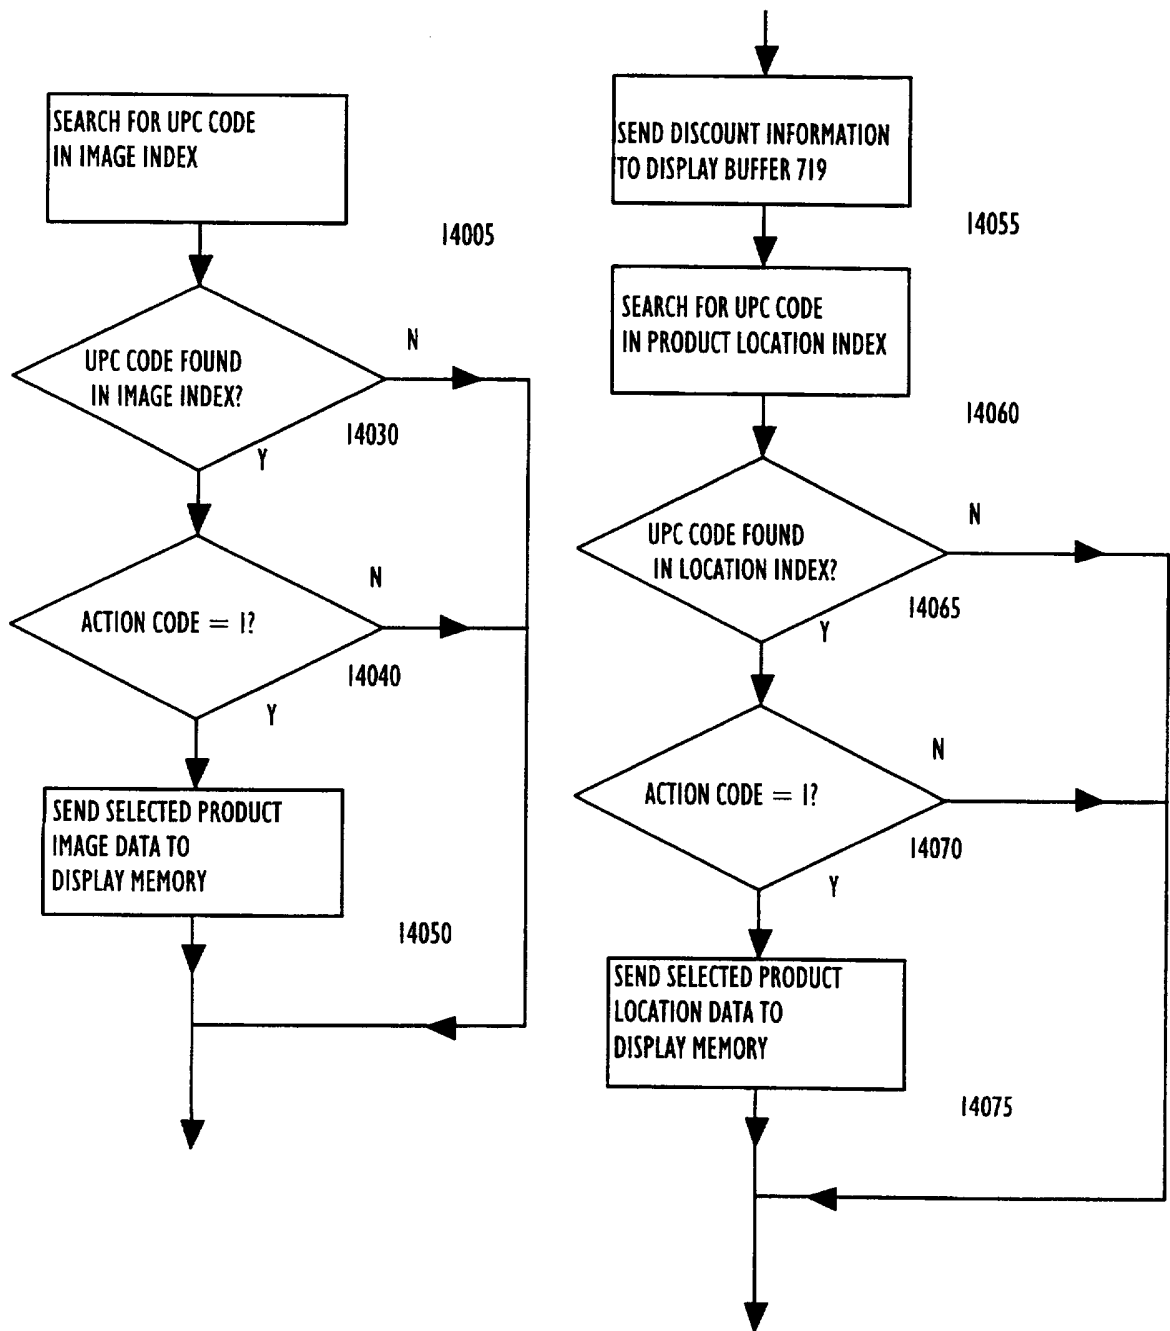 SEARCH FOR UPC CODE
IN IMAGE INDEX
14005
UPC CODE FOUND
IN IMAGE INDEX?
N
14030
Y
ACTION CODE = 1?
N
14040
Y
SEND SELECTED PRODUCT
IMAGE DATA TO
DISPLAY MEMORY
14050
SEND DISCOUNT INFORMATION
TO DISPLAY BUFFER 719
14055
SEARCH FOR UPC CODE
IN PRODUCT LOCATION INDEX
14060
UPC CODE FOUND
IN LOCATION INDEX?
N
14065
Y
ACTION CODE = 1?
N
14070
Y
SEND SELECTED PRODUCT
LOCATION DATA TO
DISPLAY MEMORY
14075